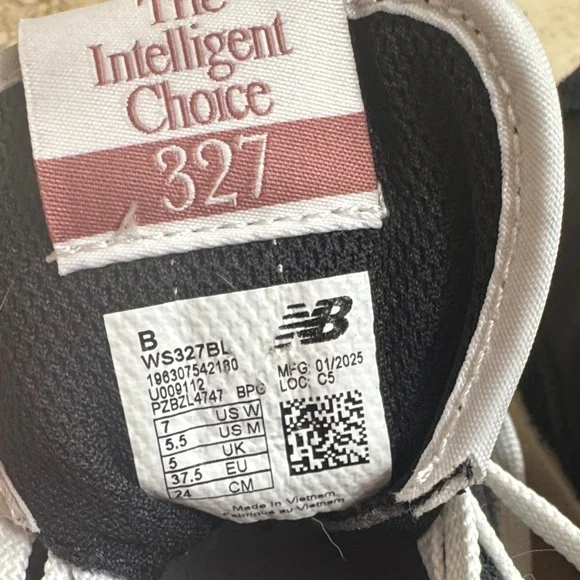 The
Intelligent
Choice
327
B
WS327BL
196307542180
U009112
PZBZL4747 BPG
7 US W
5.5 US M
5 UK
37.5 EU
24 CM
NB
MFG: 01/2025
LOC: C5
Made in Vietnam
Fabriqué au Vietnam